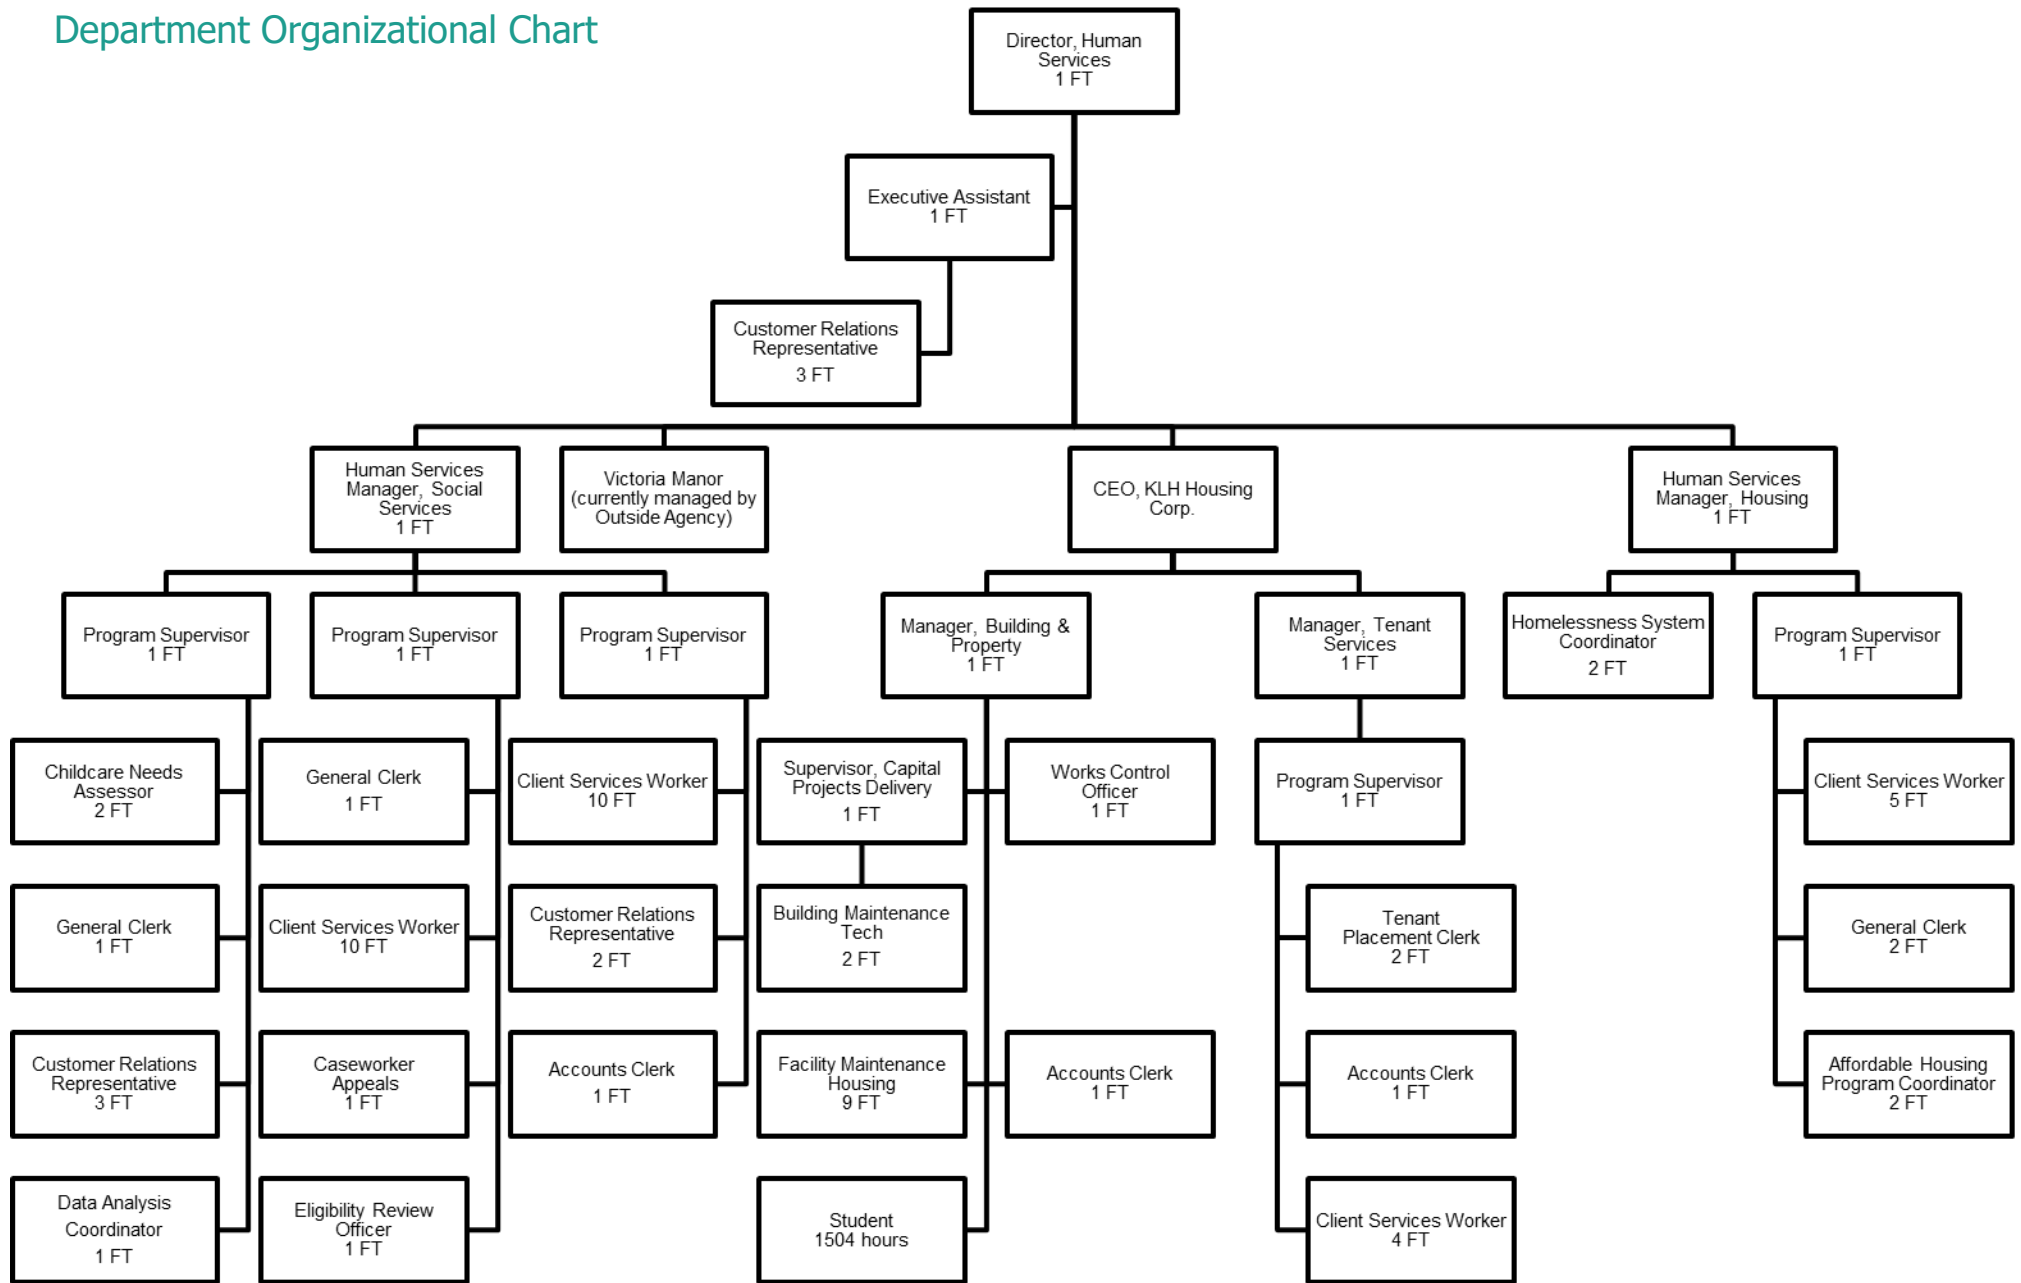 Department Organizational Chart
Director, Human
Services
1 FT
Executive Assistant
1 FT
Customer Relations
Representative
3 FT
Human Services
Manager, Social
Services
1 FT
Victoria Manor
(currently managed by
Outside Agency)
CEO, KLH Housing
Corp.
Human Services
Manager, Housing
1 FT
Program Supervisor
1 FT
Program Supervisor
1 FT
Program Supervisor
1 FT
Manager, Building &
Property
1 FT
Manager, Tenant
Services
1 FT
Homelessness System
Coordinator
2 FT
Program Supervisor
1 FT
Childcare Needs
Assessor
2 FT
General Clerk
1 FT
Client Services Worker
10 FT
Supervisor, Capital
Projects Delivery
1 FT
Works Control
Officer
1 FT
Program Supervisor
1 FT
Client Services Worker
5 FT
General Clerk
1 FT
Client Services Worker
10 FT
Customer Relations
Representative
2 FT
Building Maintenance
Tech
2 FT
Tenant
Placement Clerk
2 FT
General Clerk
2 FT
Customer Relations
Representative
3 FT
Caseworker
Appeals
1 FT
Accounts Clerk
1 FT
Facility Maintenance
Housing
9 FT
Accounts Clerk
1 FT
Accounts Clerk
1 FT
Affordable Housing
Program Coordinator
2 FT
Data Analysis
Coordinator
1 FT
Eligibility Review
Officer
1 FT
Student
1504 hours
Client Services Worker
4 FT